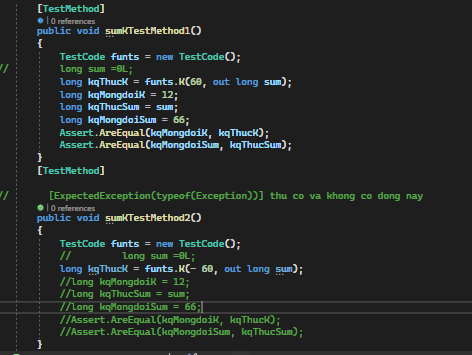 [TestMethod]
0 references
public void sumKTestMethod1()
{
TestCode funts = new TestCode();
// long sum =0L;
long kqThucK = funts.K(60, out long sum);
long kqMongdoiK = 12;
long kqThucSum = sum;
long kqMongdoiSum = 66;
Assert.AreEqual(kqMongdoiK, kqThucK);
Assert.AreEqual(kqMongdoiSum, kqThucSum);
}
[TestMethod]
// [ExpectedException(typeof(Exception))] thu co va khong co dong nay
0 references
public void sumKTestMethod2()
{
TestCode funts = new TestCode();
// long sum =0L;
long kqThucK = funts.K(- 60, out long sum);
//long kqMongdoiK = 12;
//long kqThucSum = sum;
//long kqMongdoiSum = 66;
//Assert.AreEqual(kqMongdoiK, kqThucK);
//Assert.AreEqual(kqMongdoiSum, kqThucSum);
}